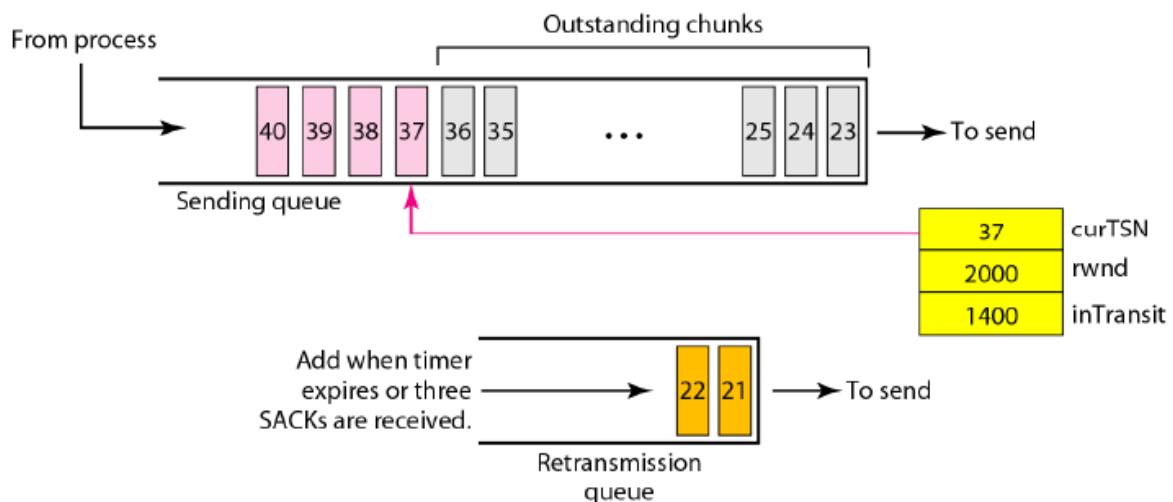 Outstanding chunks
From process
40 39 38 37 36 35 ... 25 24 23
To send
Sending queue
37 curTSN
2000 rwnd
1400 inTransit
Add when timer
expires or three
SACKs are received.
22 21
To send
Retransmission
queue